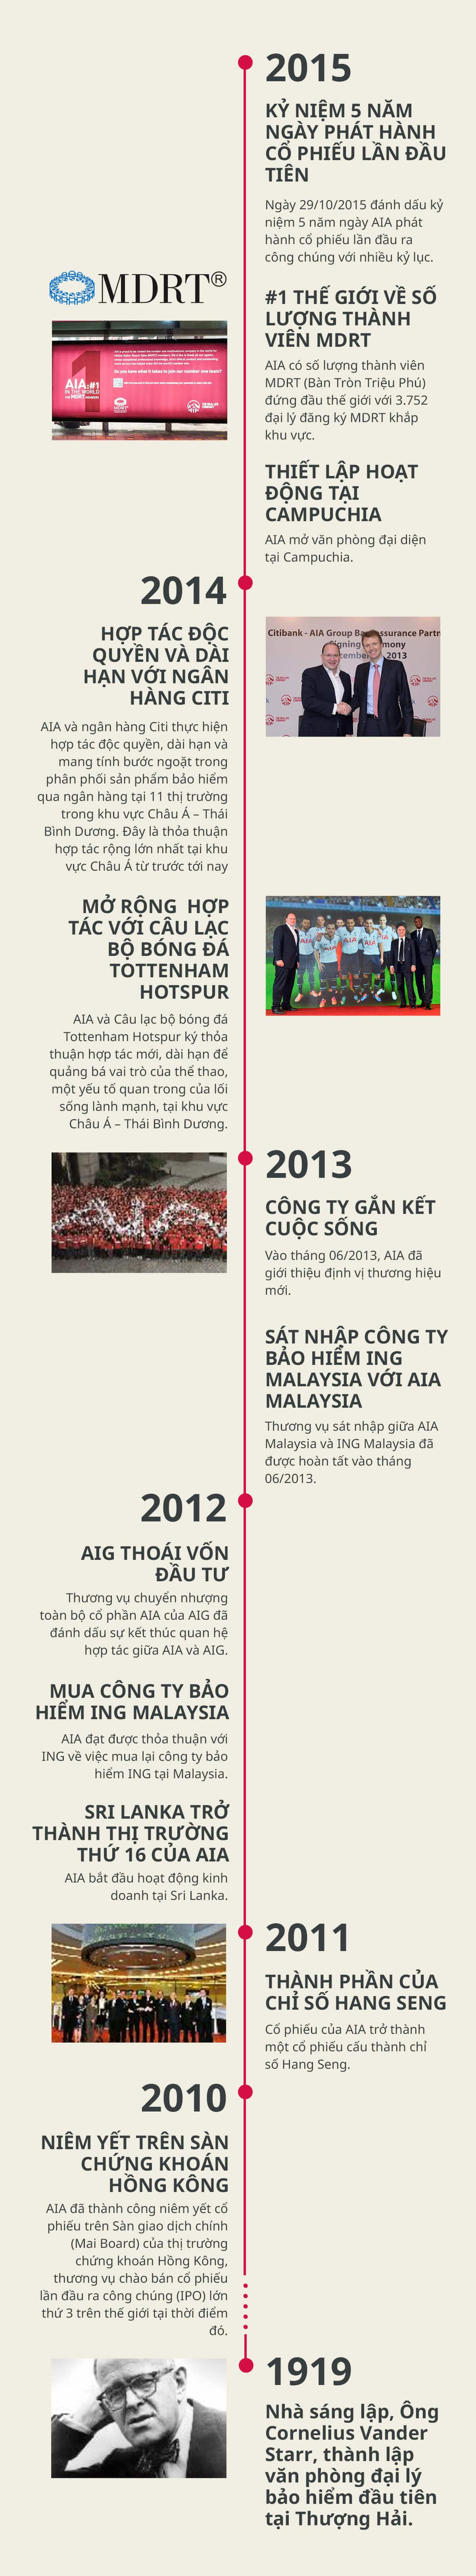 2015
KỶ NIỆM 5 NĂM
NGÀY PHÁT HÀNH
CỔ PHIẾU LẦN ĐẦU
TIÊN
Ngày 29/10/2015 đánh dấu kỷ
niệm 5 năm ngày AIA phát
hành cổ phiếu lần đầu ra
công chúng với nhiều kỷ lục.
MDRT®
1
AIA:#1
IN THE WORLD
FOR MDRT MEMBERS
Do you have what it takes to join our number one team?
#1 THẾ GIỚI VỀ SỐ
LƯỢNG THÀNH
VIÊN MDRT
AIA có số lượng thành viên
MDRT (Bàn Tròn Triệu Phú)
đứng đầu thế giới với 3.752
đại lý đăng ký MDRT khắp
khu vực.
THIẾT LẬP HOẠT
ĐỘNG TẠI
CAMPUCHIA
AIA mở văn phòng đại diện
tại Campuchia.
2014
HỢP TÁC ĐỘC
QUYỀN VÀ DÀI
HẠN VỚI NGÂN
HÀNG CITI
AIA và ngân hàng Citi thực hiện
hợp tác độc quyền, dài hạn và
mang tính bước ngoặt trong
phân phối sản phẩm bảo hiểm
qua ngân hàng tại 11 thị trường
trong khu vực Châu Á – Thái
Bình Dương. Đây là thỏa thuận
hợp tác rộng lớn nhất tại khu
vực Châu Á từ trước tới nay
Citibank - AIA Group Ba assurance Partn
Signing emony
ecembe 2013
MỞ RỘNG HỢP
TÁC VỚI CÂU LẠC
BỘ BÓNG ĐÁ
TOTTENHAM
HOTSPUR
AIA và Câu lạc bộ bóng đá
Tottenham Hotspur ký thỏa
thuận hợp tác mới, dài hạn để
quảng bá vai trò của thể thao,
một yếu tố quan trong của lối
sống lành mạnh, tại khu vực
Châu Á – Thái Bình Dương.
AIA AIA AIA AIA
2013
CÔNG TY GẮN KẾT
CUỘC SỐNG
Vào tháng 06/2013, AIA đã
giới thiệu định vị thương hiệu
mới.
SÁT NHẬP CÔNG TY
BẢO HIỂM ING
MALAYSIA VỚI AIA
MALAYSIA
Thương vụ sát nhập giữa AIA
Malaysia và ING Malaysia đã
được hoàn tất vào tháng
06/2013.
2012
AIG THOÁI VỐN
ĐẦU TƯ
Thương vụ chuyển nhượng
toàn bộ cổ phần AIA của AIG đã
đánh dấu sự kết thúc quan hệ
hợp tác giữa AIA và AIG.
MUA CÔNG TY BẢO
HIỂM ING MALAYSIA
AIA đạt được thỏa thuận với
ING về việc mua lại công ty bảo
hiểm ING tại Malaysia.
SRI LANKA TRỞ
THÀNH THỊ TRƯỜNG
THỨ 16 CỦA AIA
AIA bắt đầu hoạt động kinh
doanh tại Sri Lanka.
2011
THÀNH PHẦN CỦA
CHỈ SỐ HANG SENG
Cổ phiếu của AIA trở thành
một cổ phiếu cấu thành chỉ
số Hang Seng.
2010
NIÊM YẾT TRÊN SÀN
CHỨNG KHOÁN
HỒNG KÔNG
AIA đã thành công niêm yết cổ
phiếu trên Sàn giao dịch chính
(Mai Board) của thị trường
chứng khoán Hồng Kông,
thương vụ chào bán cổ phiếu
lần đầu ra công chúng (IPO) lớn
thứ 3 trên thế giới tại thời điểm
đó.
1919
Nhà sáng lập, Ông
Cornelius Vander
Starr, thành lập
văn phòng đại lý
bảo hiểm đầu tiên
tại Thượng Hải.